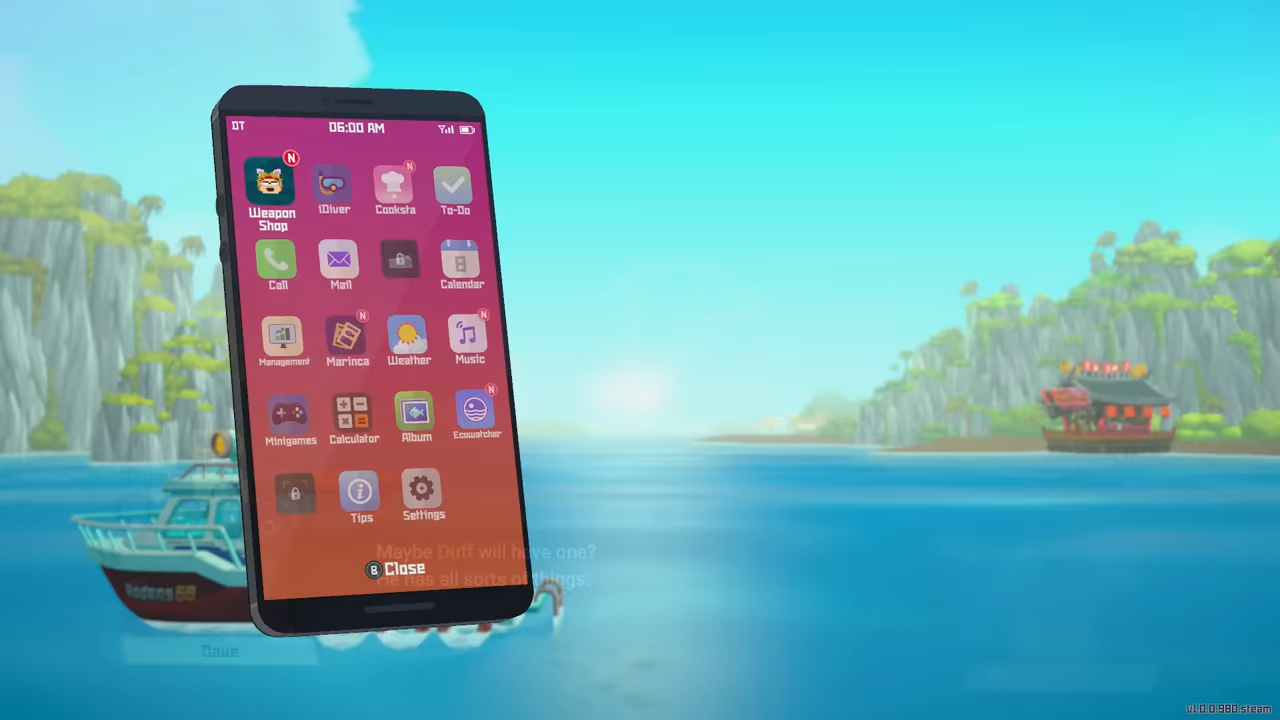 DT
06:00 AM
N
Weapon
Shop
iDiver
N
Cooksta
To-Do
Call
Mail
Calendar
Management
N
Marinca
Weather
N
Music
Minigames
Calculator
Album
N
Ecowatcher
Tips
Settings
Maybe Duff will have one?
He has all sorts of things.
B Close
Dave
v1.0.0.980.steam